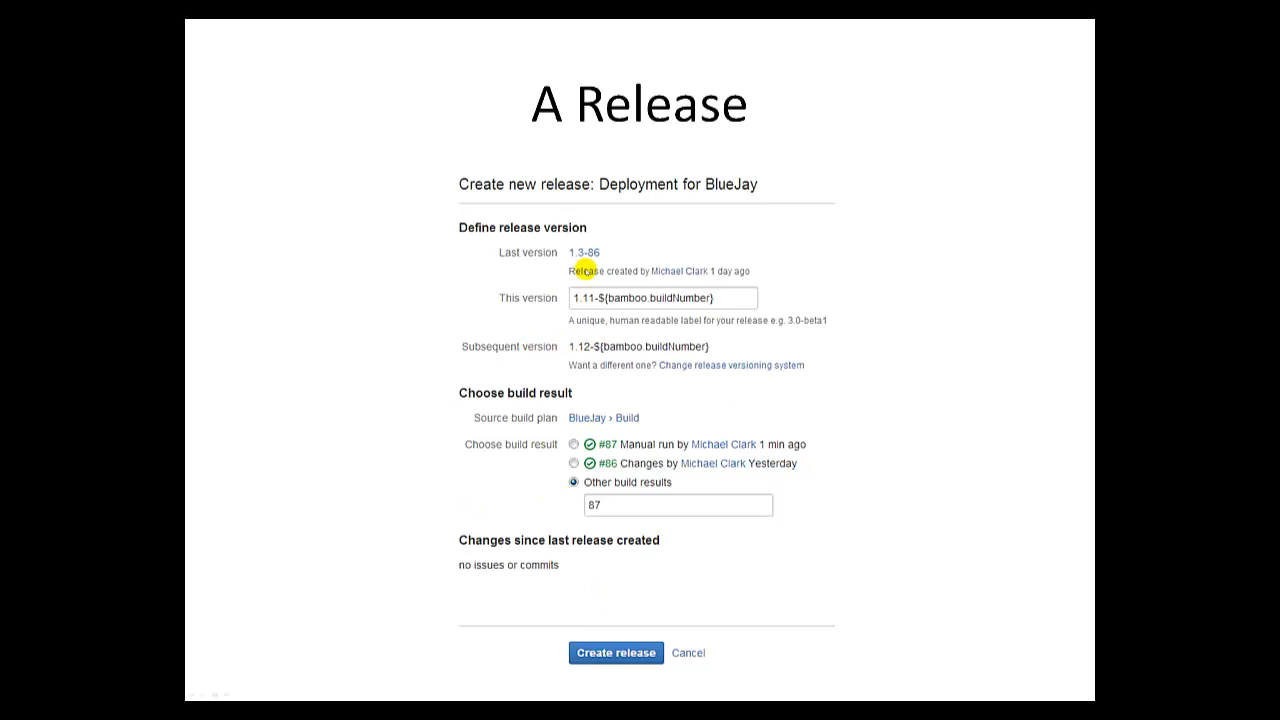 A Release
Create new release: Deployment for BlueJay
Define release version
Last version 1.3-86
Release created by Michael Clark 1 day ago
This version 1.11-${bamboo.buildNumber}
A unique, human readable label for your release e.g. 3.0-beta1
Subsequent version 1.12-${bamboo.buildNumber}
Want a different one? Change release versioning system
Choose build result
Source build plan BlueJay › Build
Choose build result #87 Manual run by Michael Clark 1 min ago
#86 Changes by Michael Clark Yesterday
Other build results
87
Changes since last release created
no issues or commits
Create release Cancel